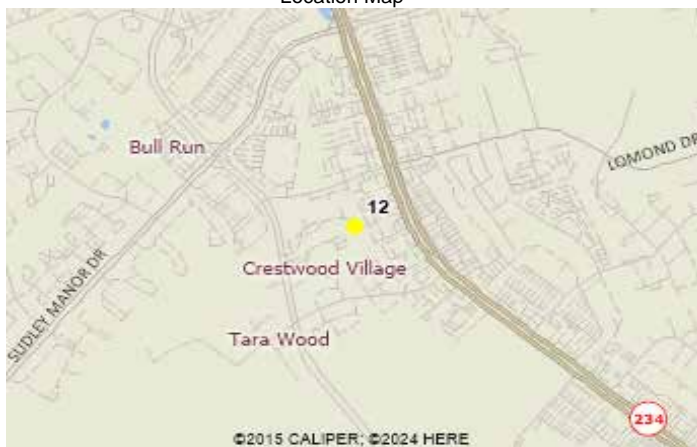 Location Map
Bull Run
LOMOND DR
12
Crestwood Village
SUDLEY MANOR DR
Tara Wood
234
©2015 CALIPER; ©2024 HERE